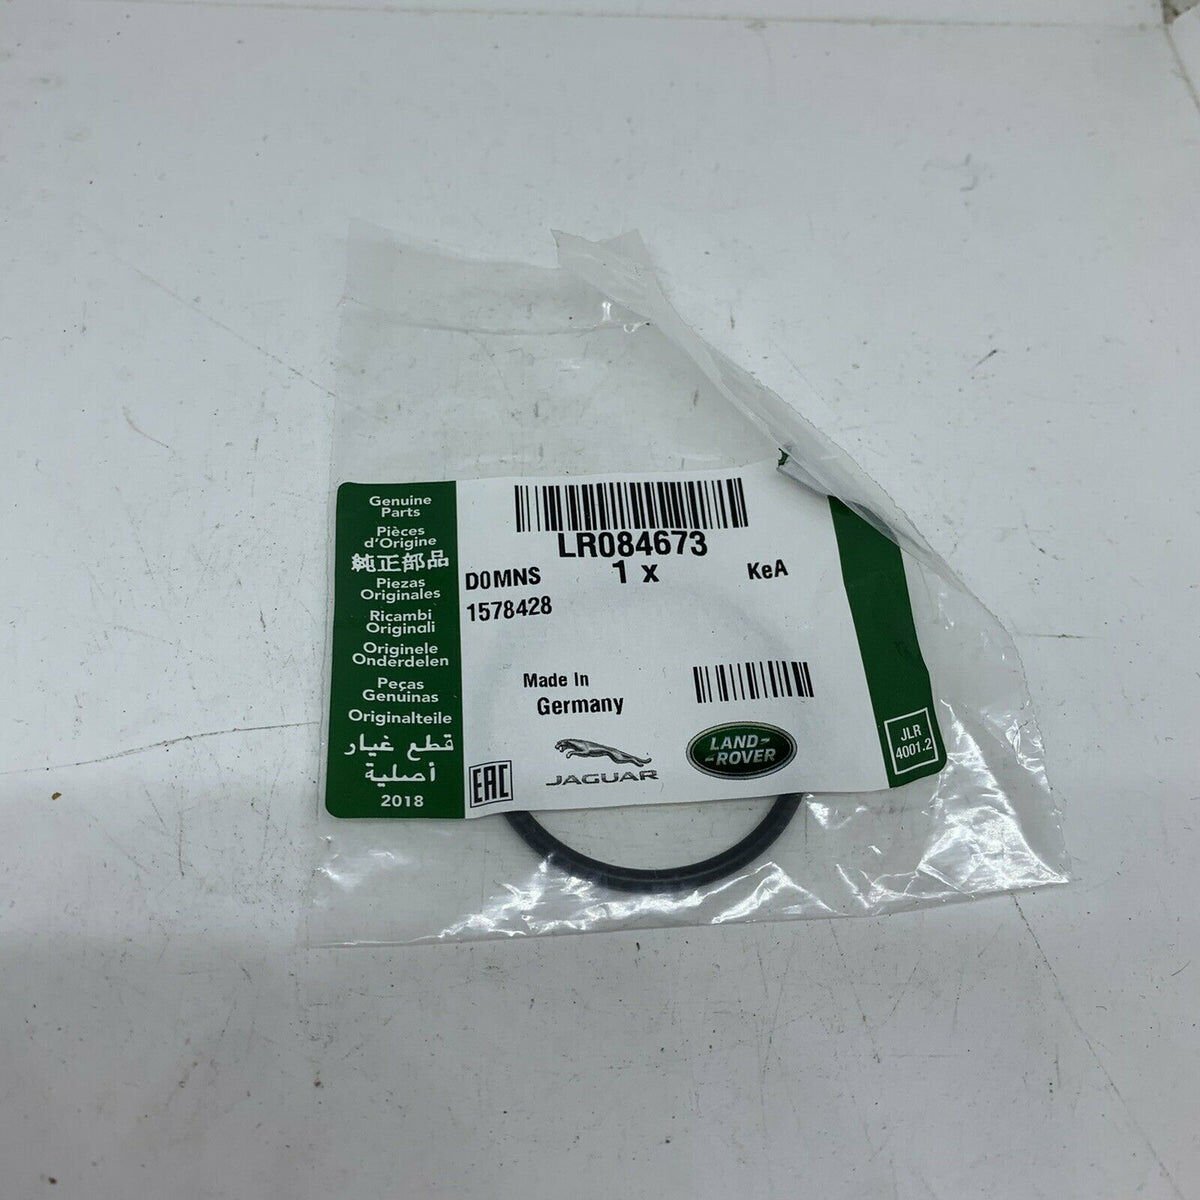 Genuine
Parts
Pièces
d'Origine
純正部品
Piezas
Originales
Ricambi
Originali
Originele
Onderdelen
Peças
Genuinas
Originalteile
قطع غيار
أصلية
2018
LR084673
1 x
KeA
D0MNS
1578428
Made In
Germany
EAC
JAGUAR
LAND-
-ROVER
JLR
4001.2